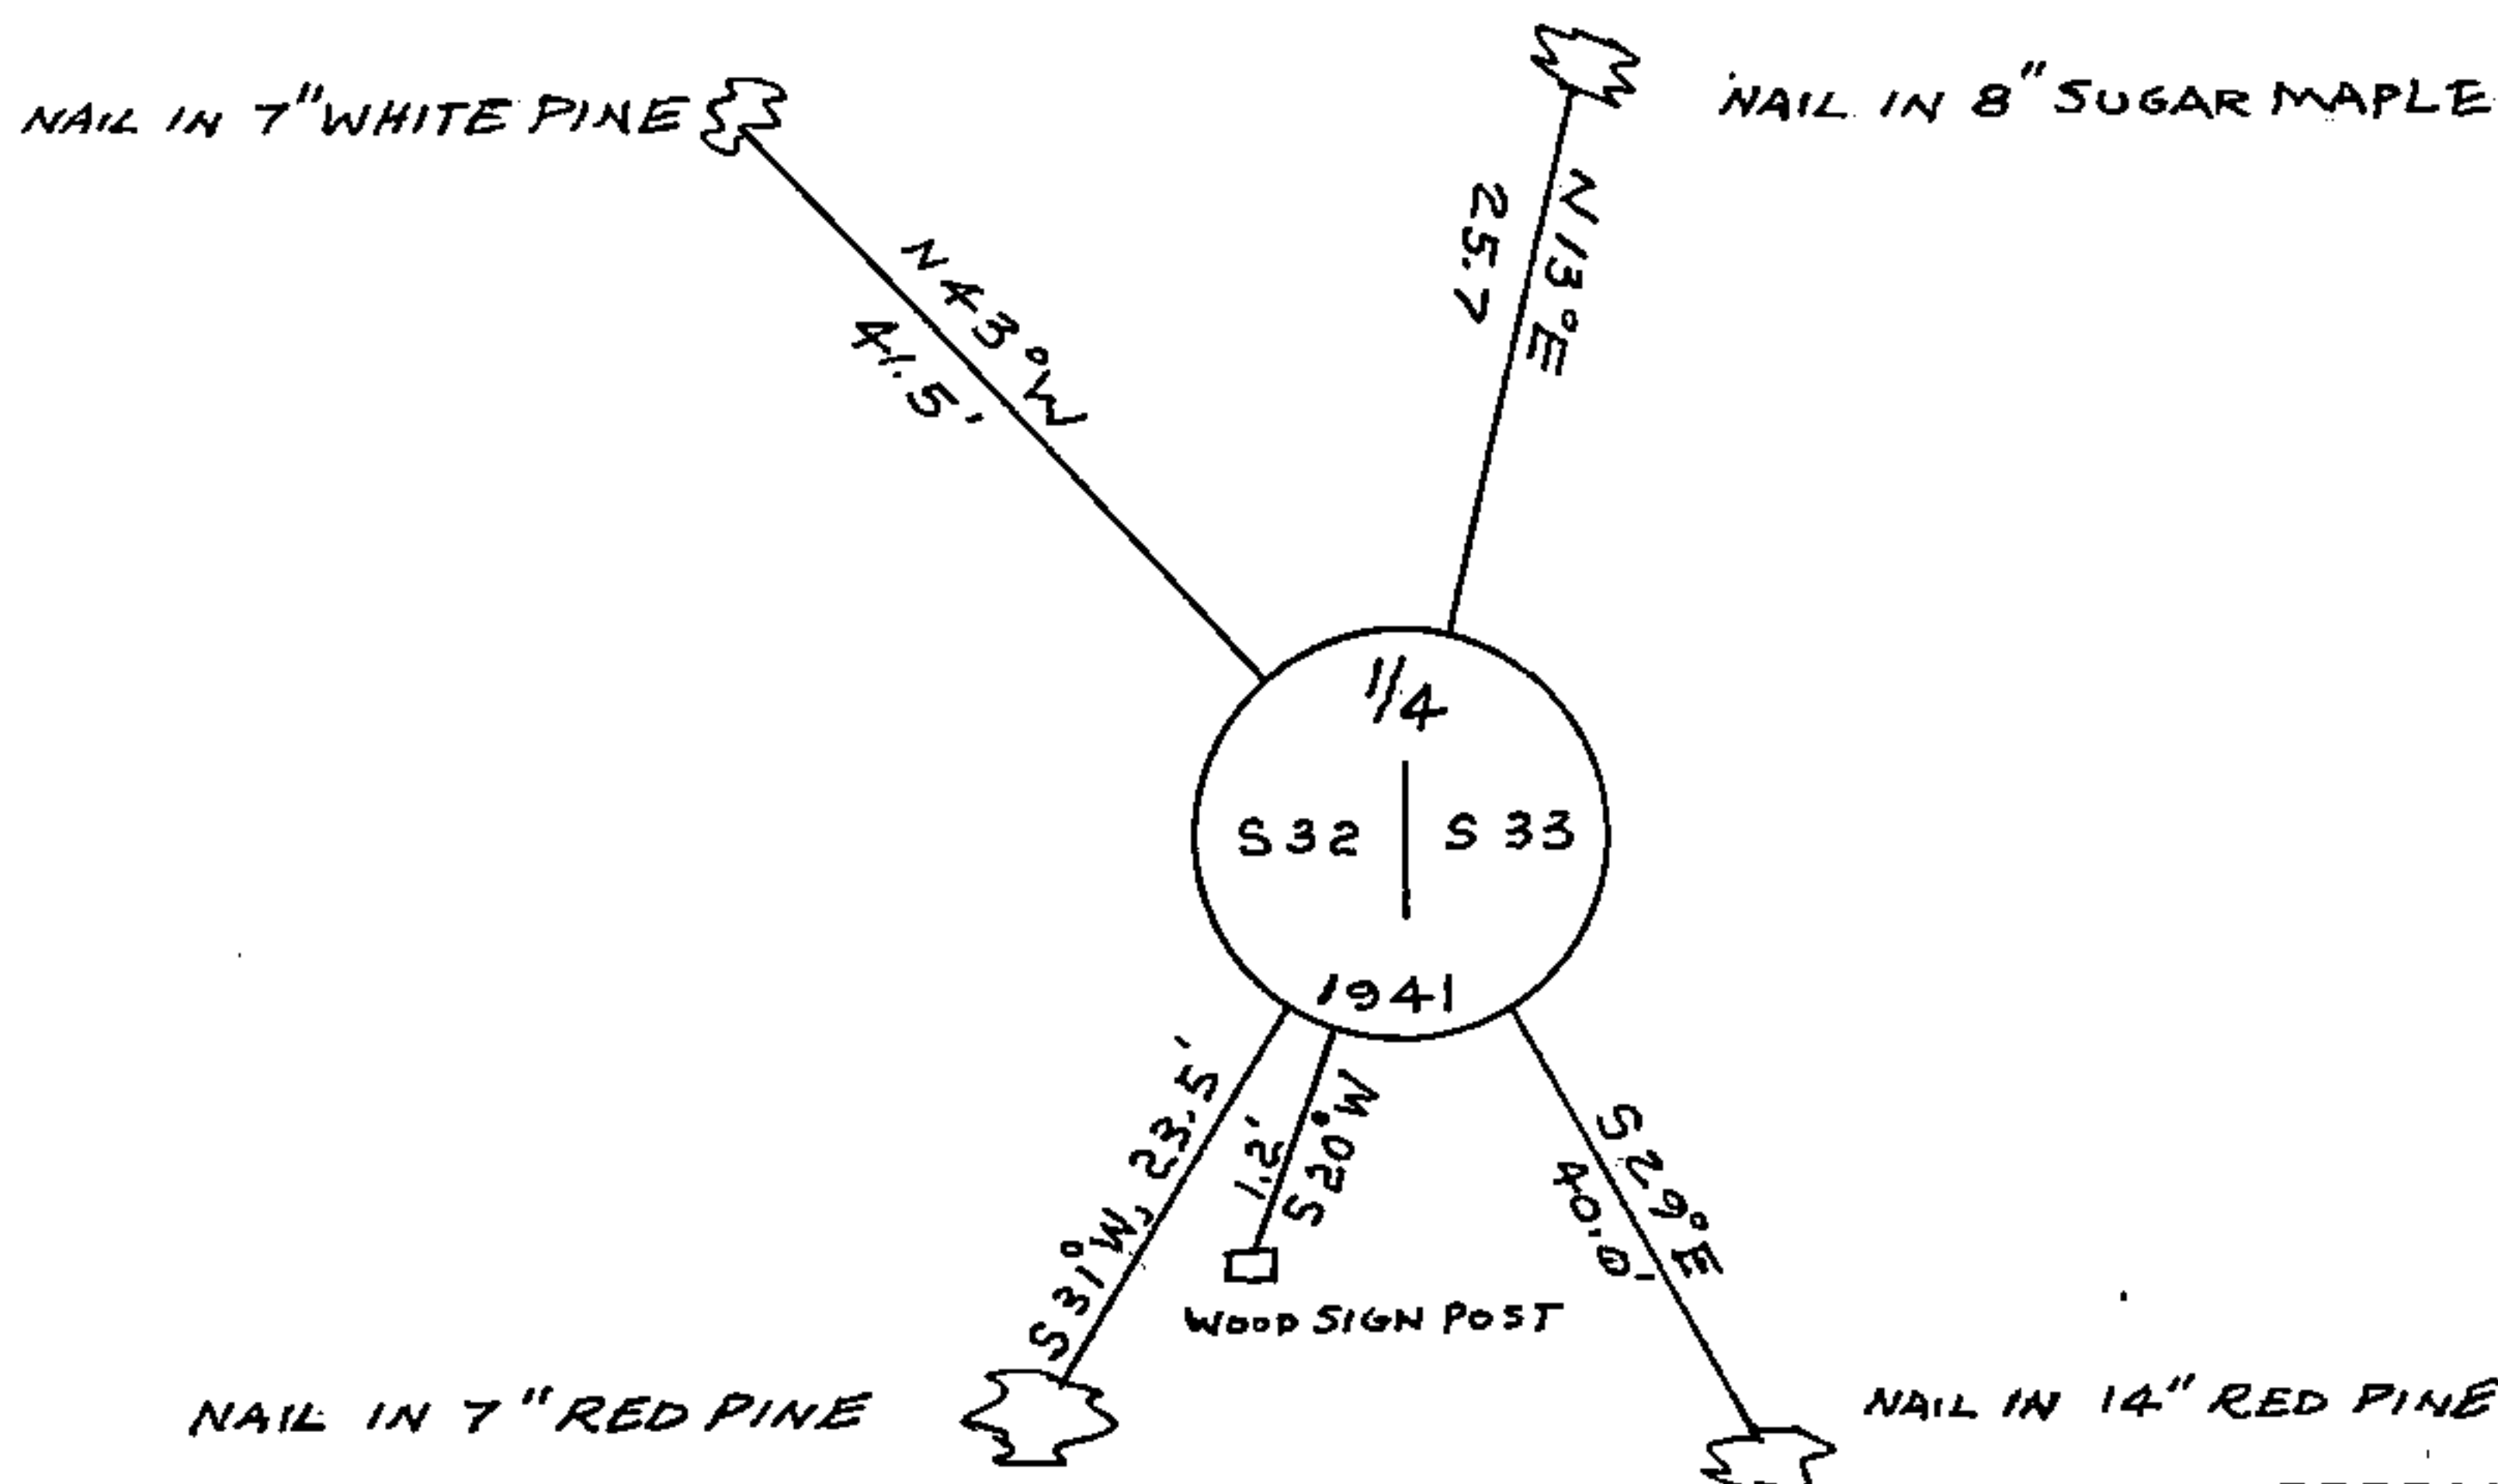 NAIL IN 7" WHITE PINE
NAIL IN 8" SUGAR MAPLE
N43°W
41.5'
25.7
N13°E
1/4
S32 | S33
1941
S31°W, 23.5'
1.2'
S20°W
WOOD SIGN POST
S29°E
40.0'
NAIL IN 7" RED PINE
NAIL IN 14" RED PINE